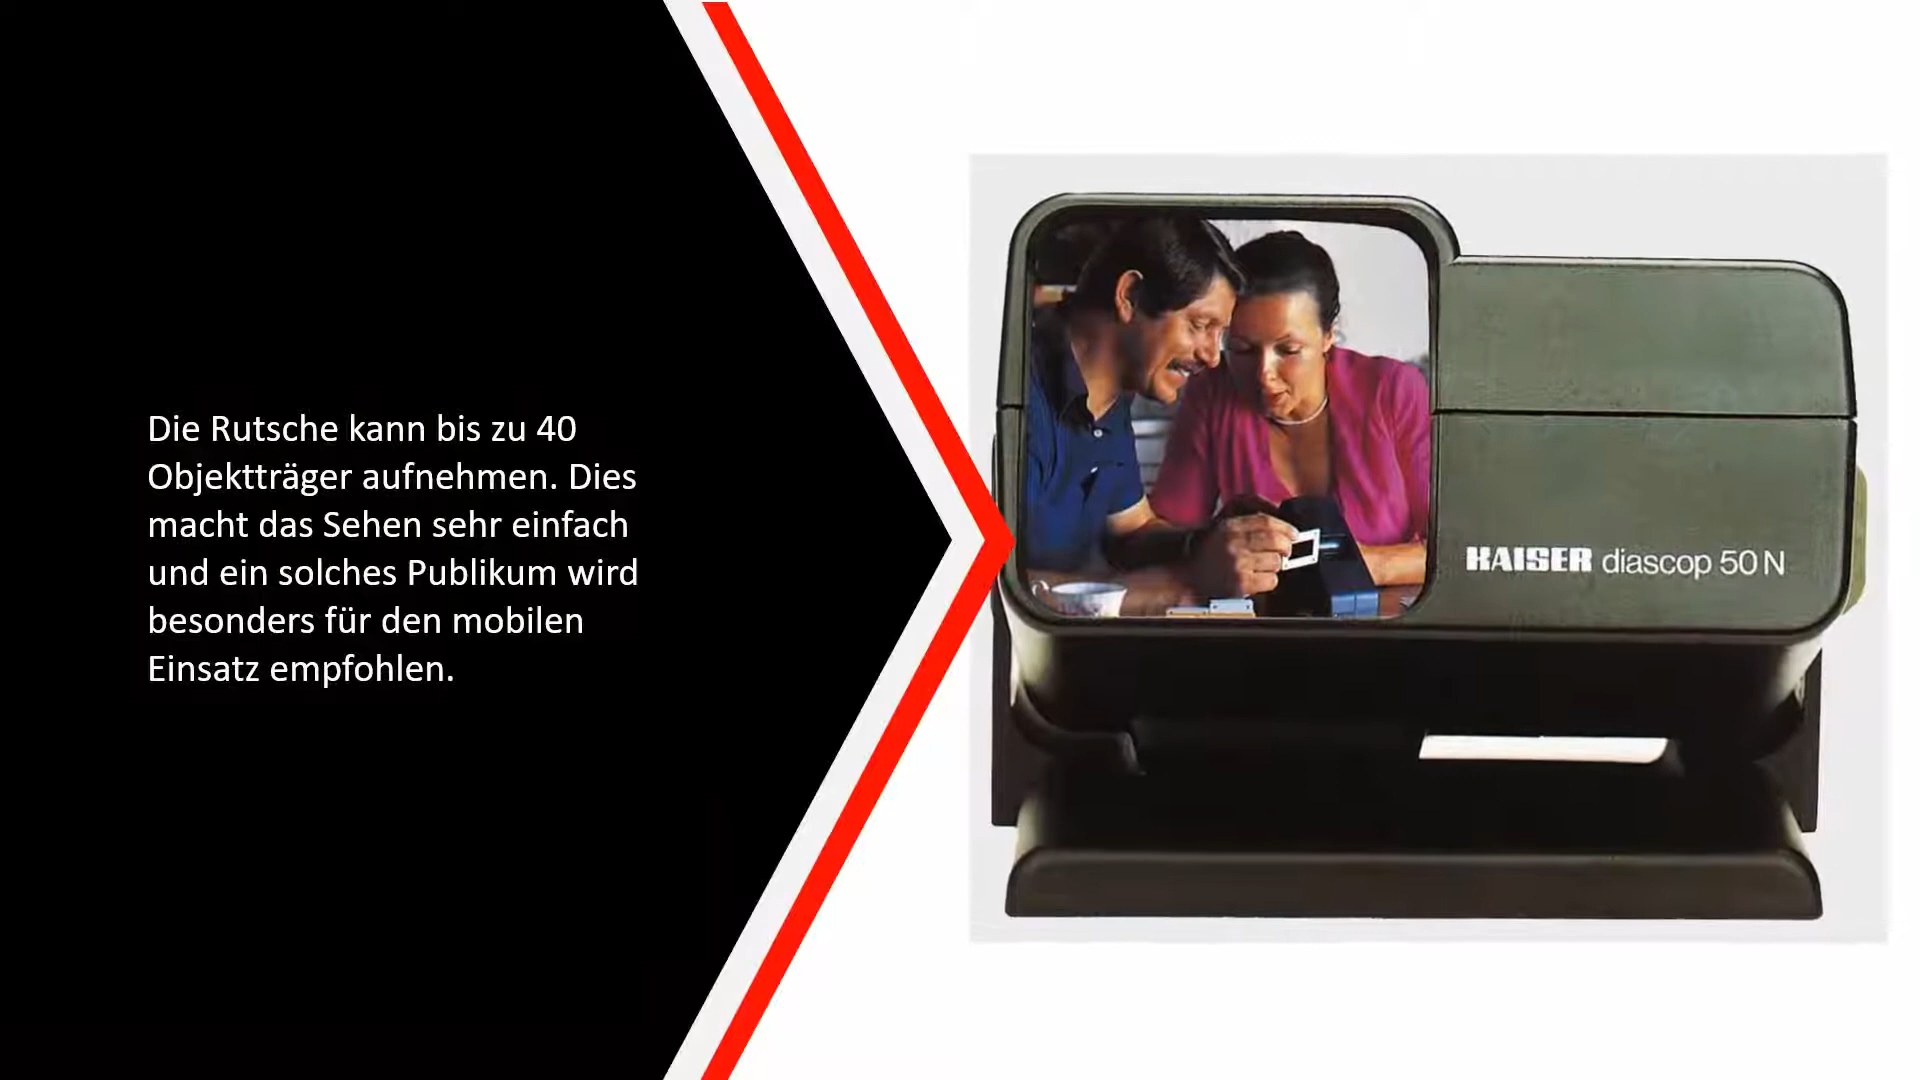 Die Rutsche kann bis zu 40
Objektträger aufnehmen. Dies
macht das Sehen sehr einfach
und ein solches Publikum wird
besonders für den mobilen
Einsatz empfohlen.
KAISER diascop 50 N